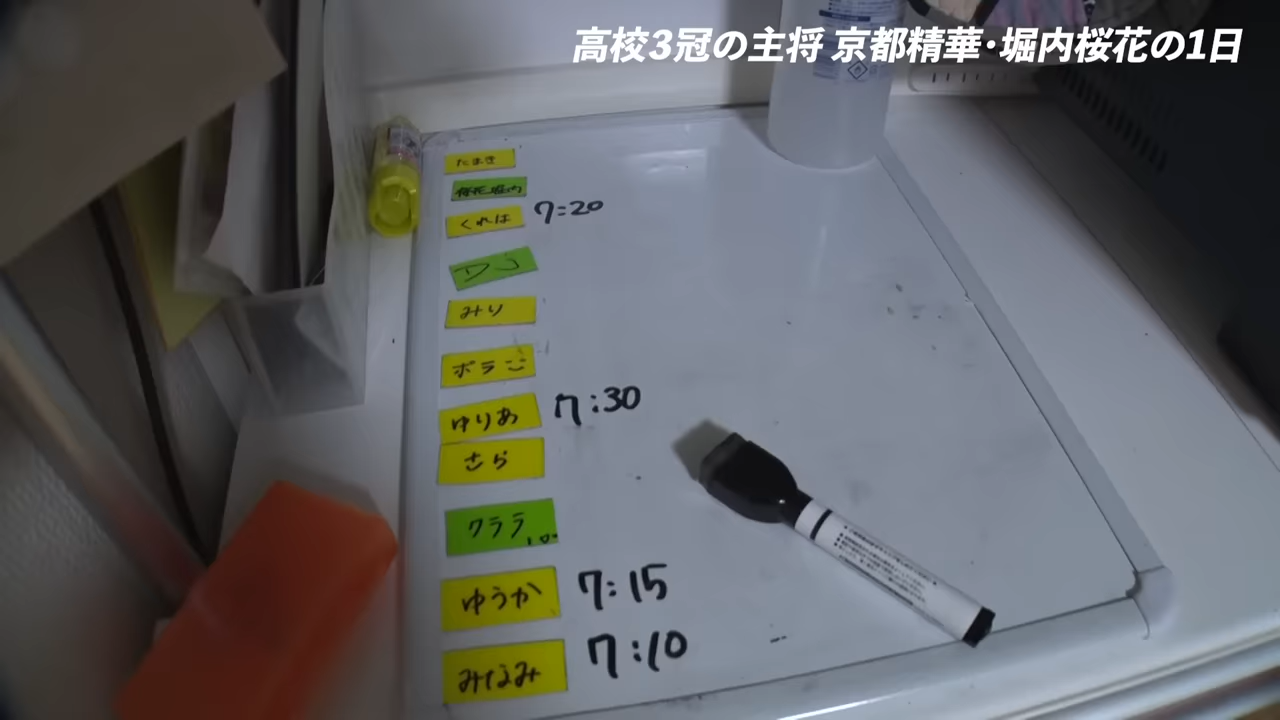 高校3冠の主将 京都精華・堀内桜花の1日
たまき
くれは 7:20
DJ
みり
ポラこ
ゆりあ 7:30
さら
クララ
ゆうか 7:15
みなみ 7:10